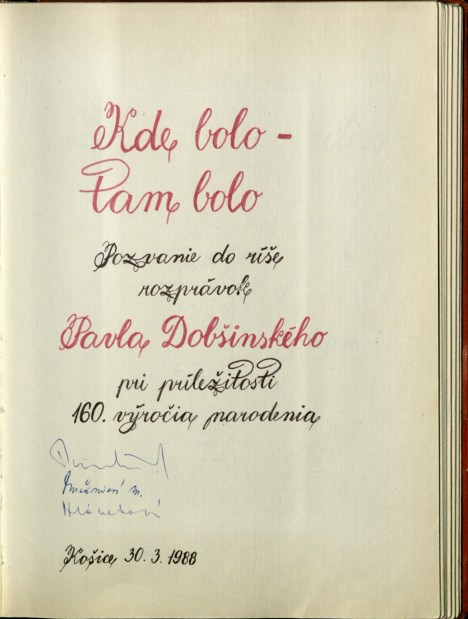 Kde bolo -
Tam bolo
Pozvanie do ríše
rozprávok
Pavla Dobšinského
pri príležitosti
160. výročia narodenia
Košice 30. 3. 1988